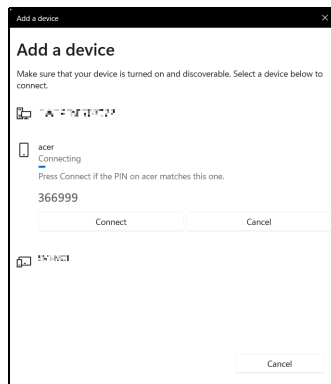 Add a device
Add a device
Make sure that your device is turned on and discoverable. Select a device below to
connect.
acer
Connecting
Press Connect if the PIN on acer matches this one.
366999
Connect Cancel
Cancel